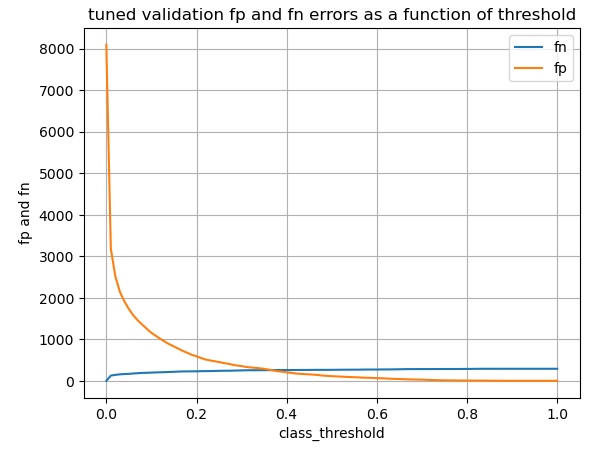 tuned validation fp and fn errors as a function of threshold
fn
fp
8000
7000
6000
5000
4000
3000
2000
1000
0
fp and fn
0.0 0.2 0.4 0.6 0.8 1.0
class_threshold